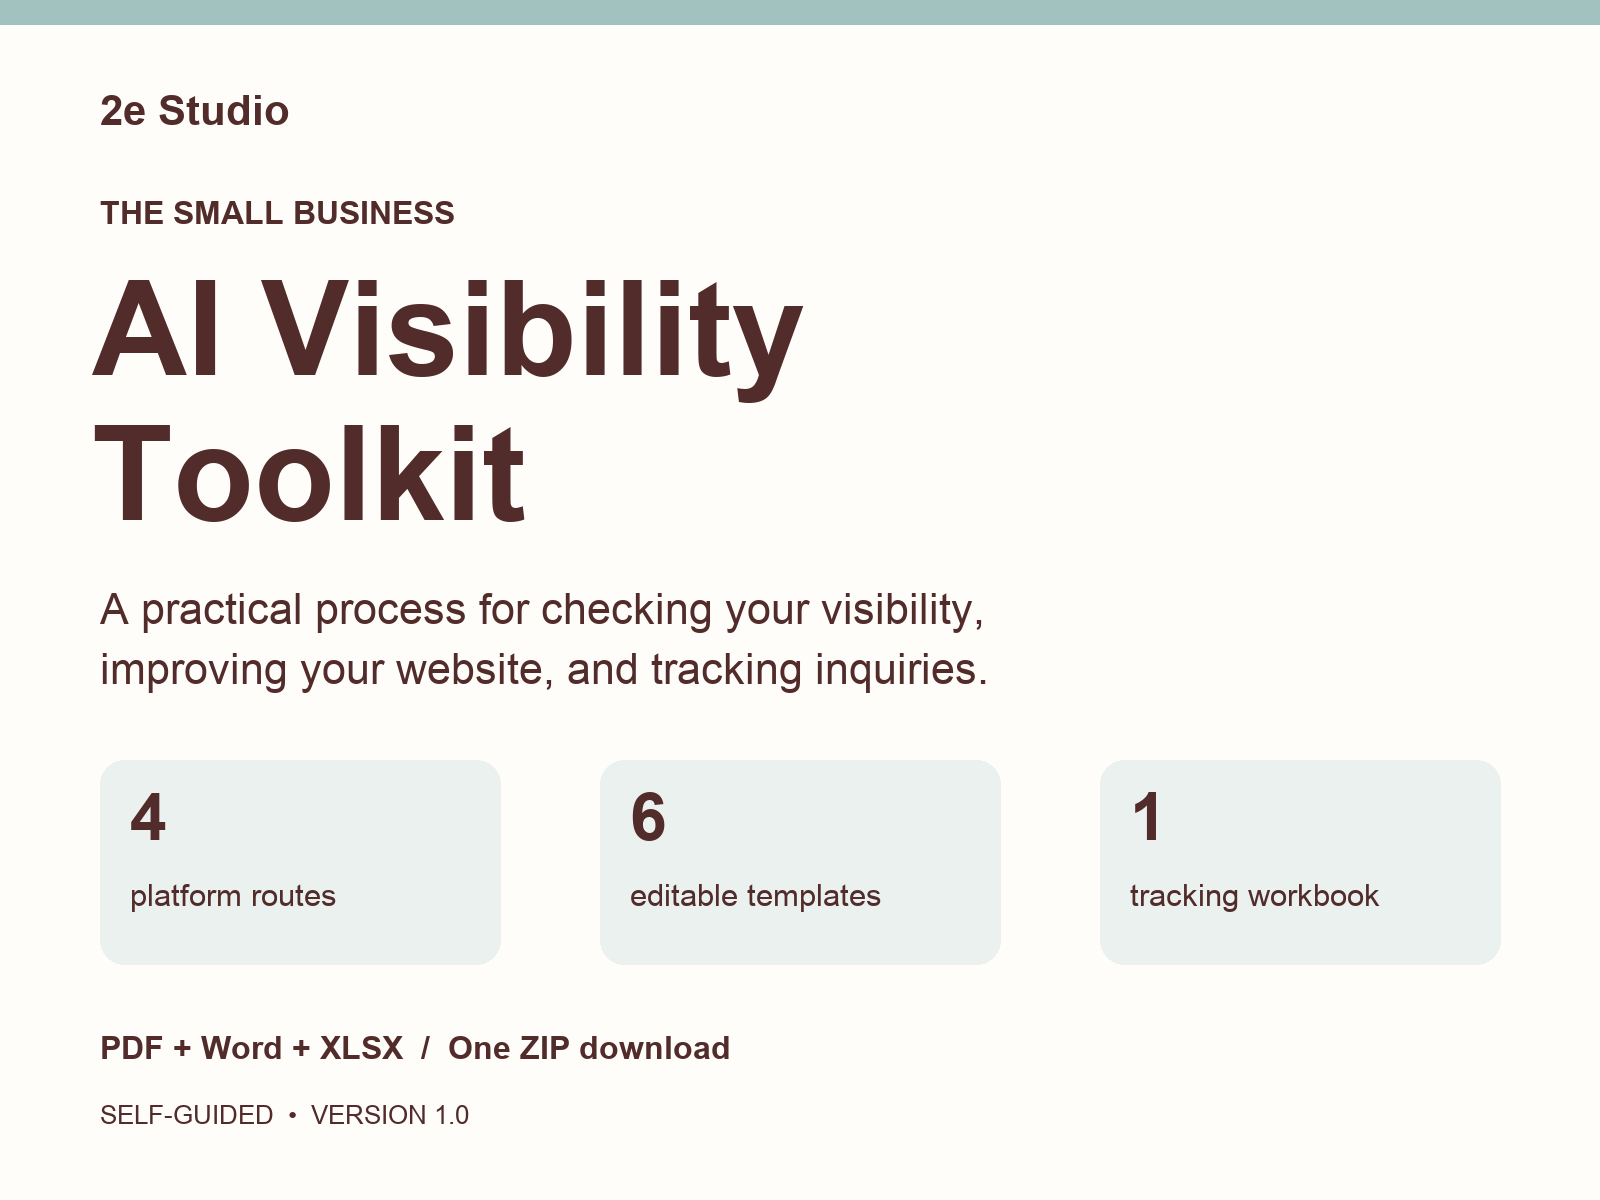 2e Studio
THE SMALL BUSINESS
AI Visibility
Toolkit
A practical process for checking your visibility,
improving your website, and tracking inquiries.
4
platform routes
6
editable templates
1
tracking workbook
PDF + Word + XLSX / One ZIP download
SELF-GUIDED • VERSION 1.0